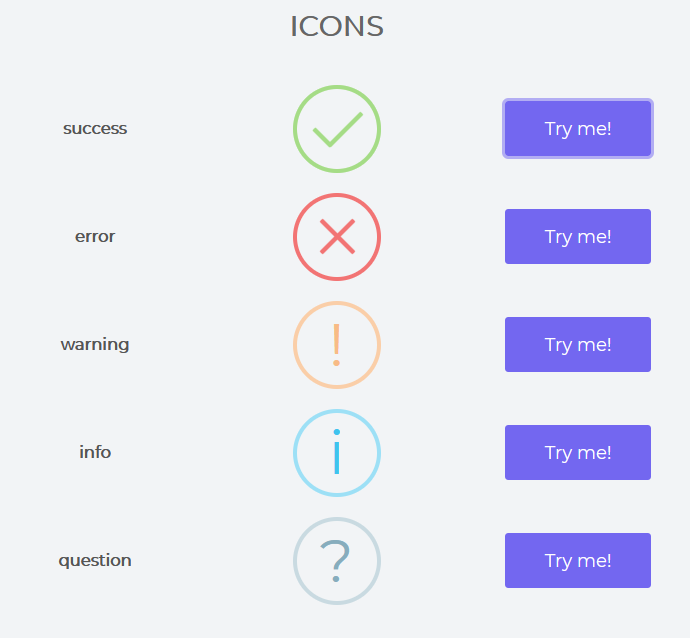 ICONS
success
Try me!
error
Try me!
warning
!
Try me!
info
i
Try me!
question
?
Try me!